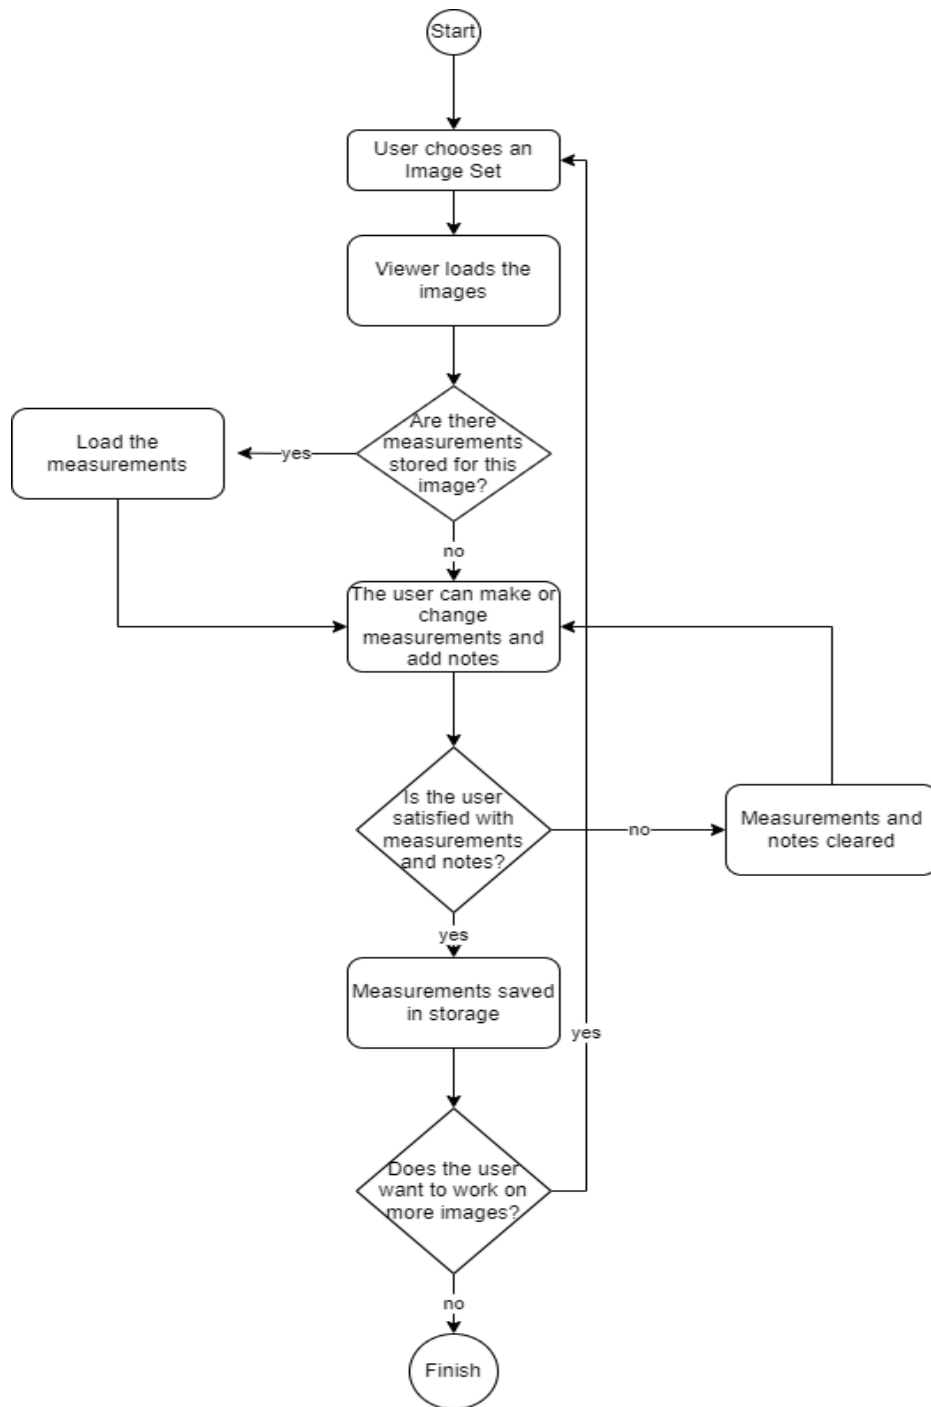 Start
User chooses an
Image Set
Viewer loads the
images
Are there
measurements
stored for this
image?
yes
Load the
measurements
no
The user can make or
change
measurements and
add notes
Is the user
satisfied with
measurements
and notes?
no
Measurements and
notes cleared
yes
Measurements saved
in storage
yes
Does the user
want to work on
more images?
no
Finish